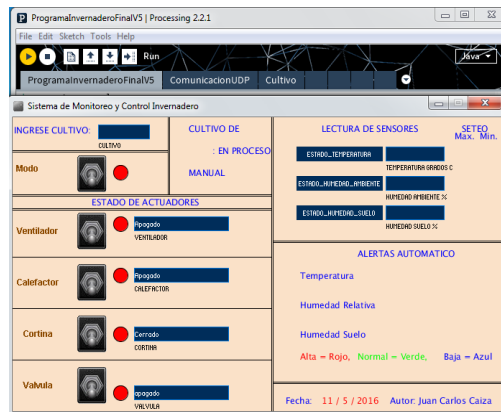 ProgramaInvernaderoFinalV5 | Processing 2.2.1
File Edit Sketch Tools Help
Run
Java
ProgramaInvernaderoFinalV5 ComunicacionUDP Cultivo
Sistema de Monitoreo y Control Invernadero
INGRESE CULTIVO:
CULTIVO
CULTIVO DE
: EN PROCESO
Modo
MANUAL
LECTURA DE SENSORES
SETEO
Max. Min.
ESTADO_TEMPERATURA
TEMPERATURA GRADOS C
ESTADO_HUMEDAD_AMBIENTE
HUMEDAD AMBIENTE %
ESTADO_HUMEDAD_SUELO
HUMEDAD SUELO %
ESTADO DE ACTUADORES
Ventilador
Apagado
VENTILADOR
Calefactor
Apagado
CALEFACTOR
Cortina
Cerrado
CORTINA
Valvula
apagado
VALVULA
ALERTAS AUTOMATICO
Temperatura
Humedad Relativa
Humedad Suelo
Alta = Rojo, Normal = Verde, Baja = Azul
Fecha: 11 / 5 / 2016 Autor: Juan Carlos Caiza